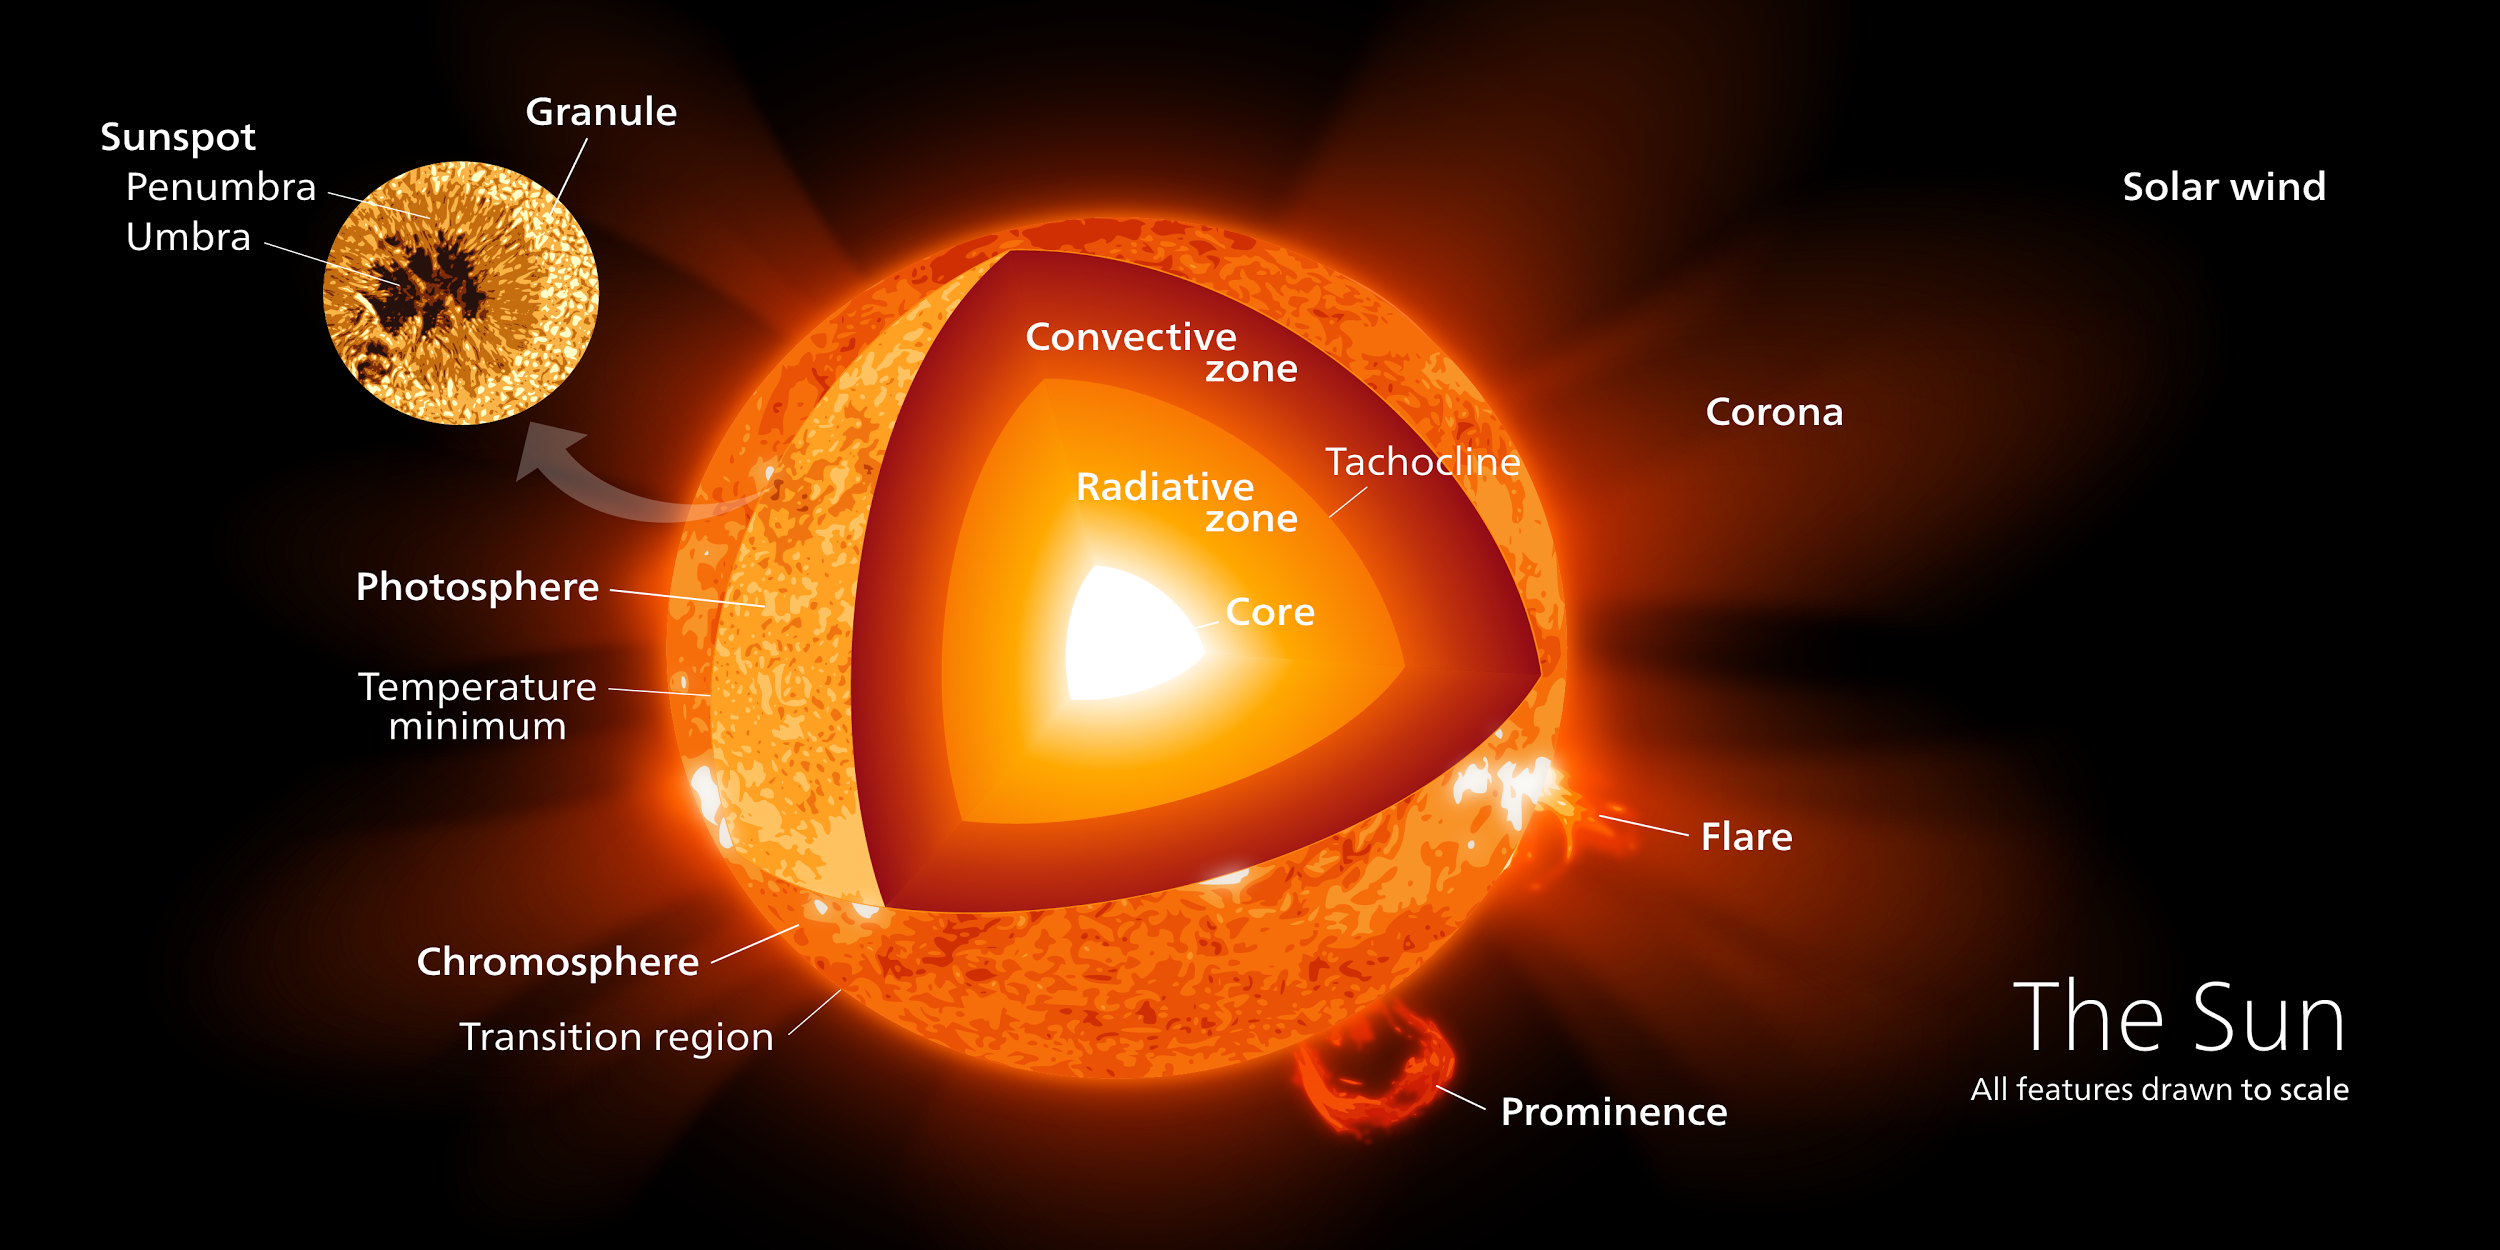 Granule
Sunspot
Penumbra
Umbra
Solar wind
Convective
zone
Corona
Tachocline
Radiative
zone
Photosphere
Core
Temperature
minimum
Flare
Chromosphere
Transition region
The Sun
All features drawn to scale
Prominence